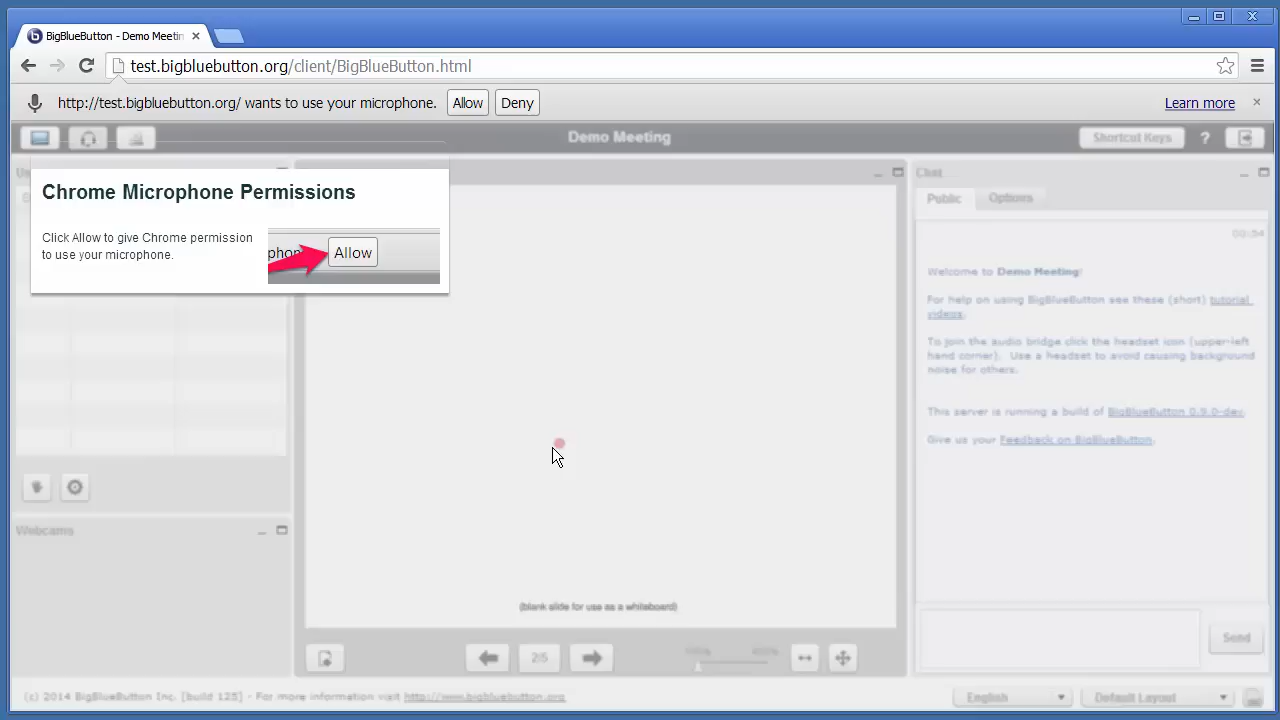 BigBlueButton - Demo Meetin
test.bigbluebutton.org/client/BigBlueButton.html
http://test.bigbluebutton.org/ wants to use your microphone.
Allow
Deny
Learn more
Demo Meeting
Shortcut Keys
?
Chrome Microphone Permissions
Click Allow to give Chrome permission
to use your microphone.
phon
Allow
Chat
Public
Options
Welcome to Demo Meeting!
For help on using BigBlueButton see these (short) tutorial
videos.
To join the audio bridge click the headset icon (upper-left
hand corner). Use a headset to avoid causing background
noise for others.
This server is running a build of BigBlueButton 0.9.0-dev.
Give us your Feedback on BigBlueButton.
Webcams
(blank slide for use as a whiteboard)
2/5
Send
(c) 2014 BigBlueButton Inc. [build 125] - For more information visit http://www.bigbluebutton.org
English
Default Layout